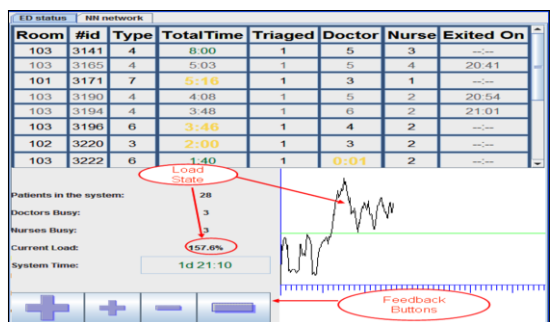 ED status NN network
Room #id Type TotalTime Triaged Doctor Nurse Exited On
103 3141 4 8:00 1 5 3 --:--
103 3165 4 5:03 1 5 4 20:41
101 3171 7 5:16 1 3 1 --:--
103 3190 4 4:08 1 5 2 20:54
103 3194 4 3:48 1 6 2 21:01
103 3196 6 3:46 1 4 2 --:--
102 3220 3 2:00 1 3 2 --:--
103 3222 6 1:40 1 0:01 2 --:--
Load
State
Patients in the system: 28
Doctors Busy: 3
Nurses Busy: 3
Current Load: 157.6%
System Time: 1d 21:10
Feedback
Buttons